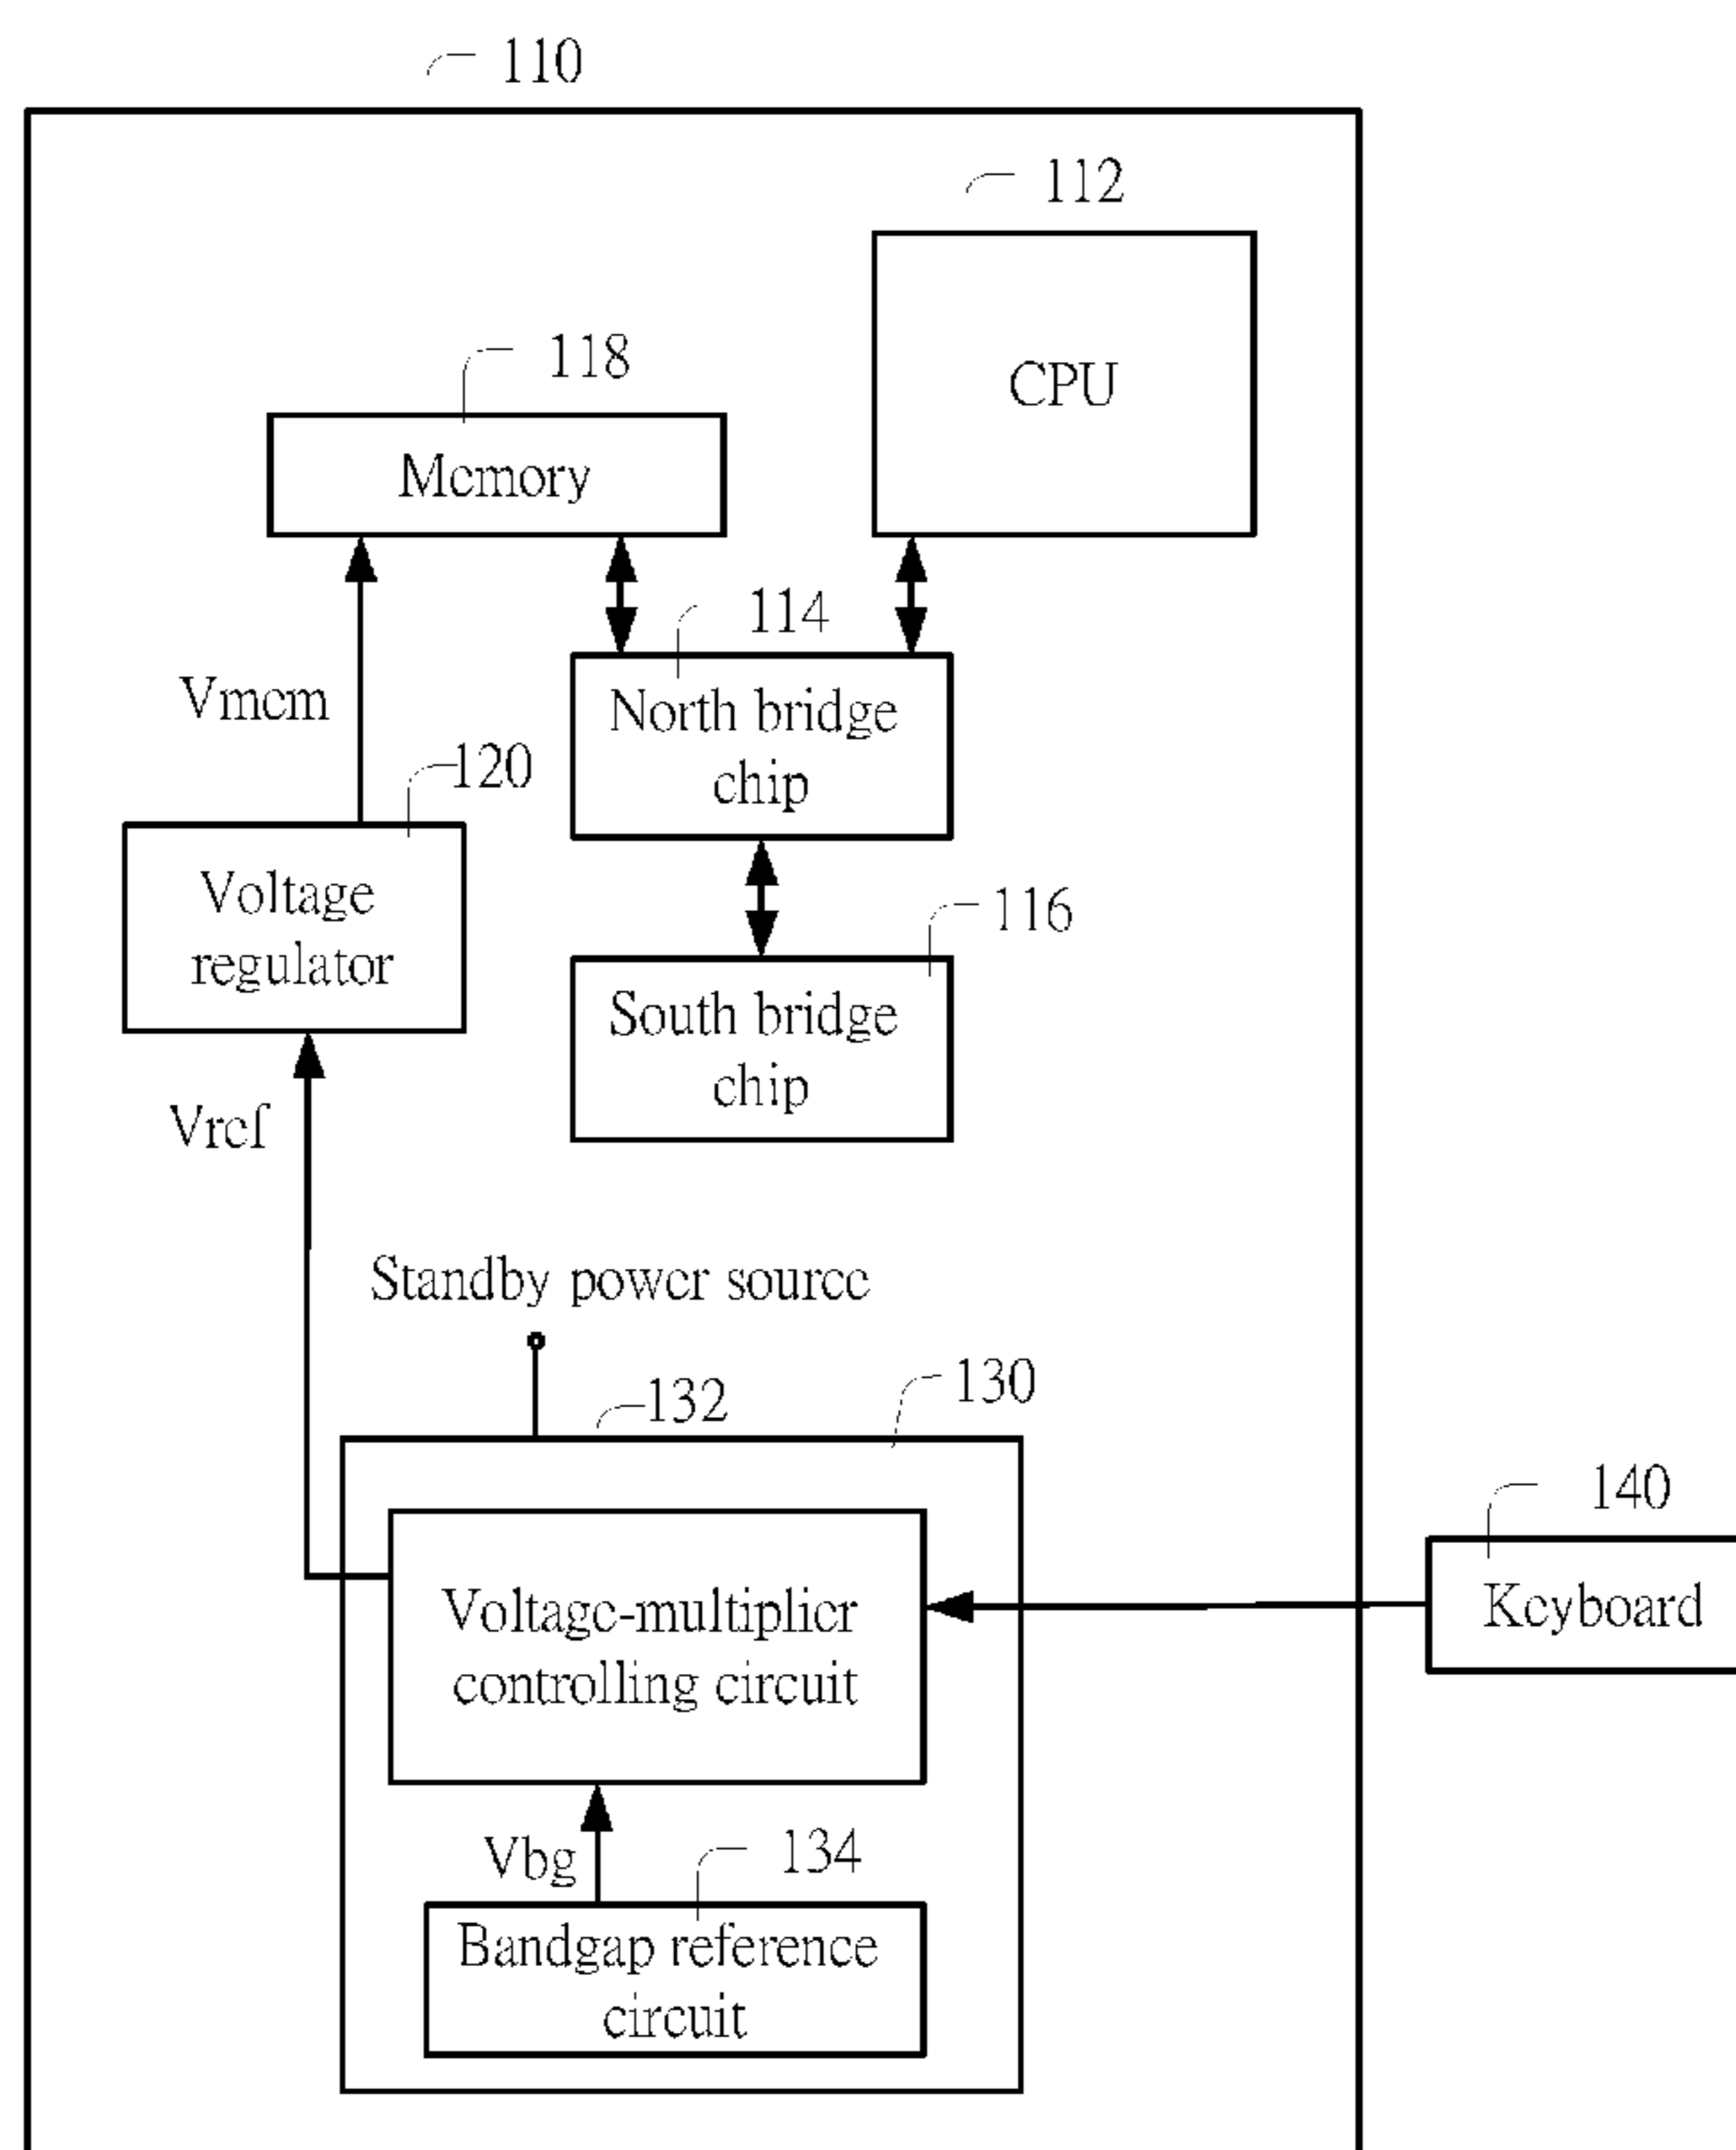 110
112
CPU
118
Memory
114
North bridge
chip
Vmem
120
Voltage
regulator
116
South bridge
chip
Vref
Standby power source
132
130
Voltage-multiplier
controlling circuit
140
Keyboard
Vbg
134
Bandgap reference
circuit